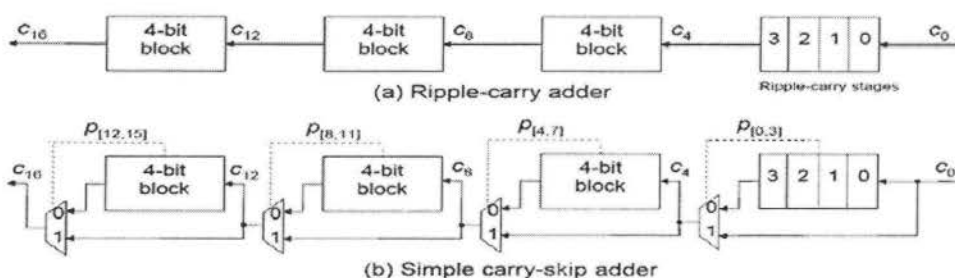 c16 4-bit block c12 4-bit block c8 4-bit block c4 3 2 1 0 c0
(a) Ripple-carry adder
Ripple-carry stages
p[12,15] p[8,11] p[4,7] p[0,3]
c16 4-bit block c12 4-bit block c8 4-bit block c4 3 2 1 0 c0
0 1 0 1 0 1 0 1
(b) Simple carry-skip adder